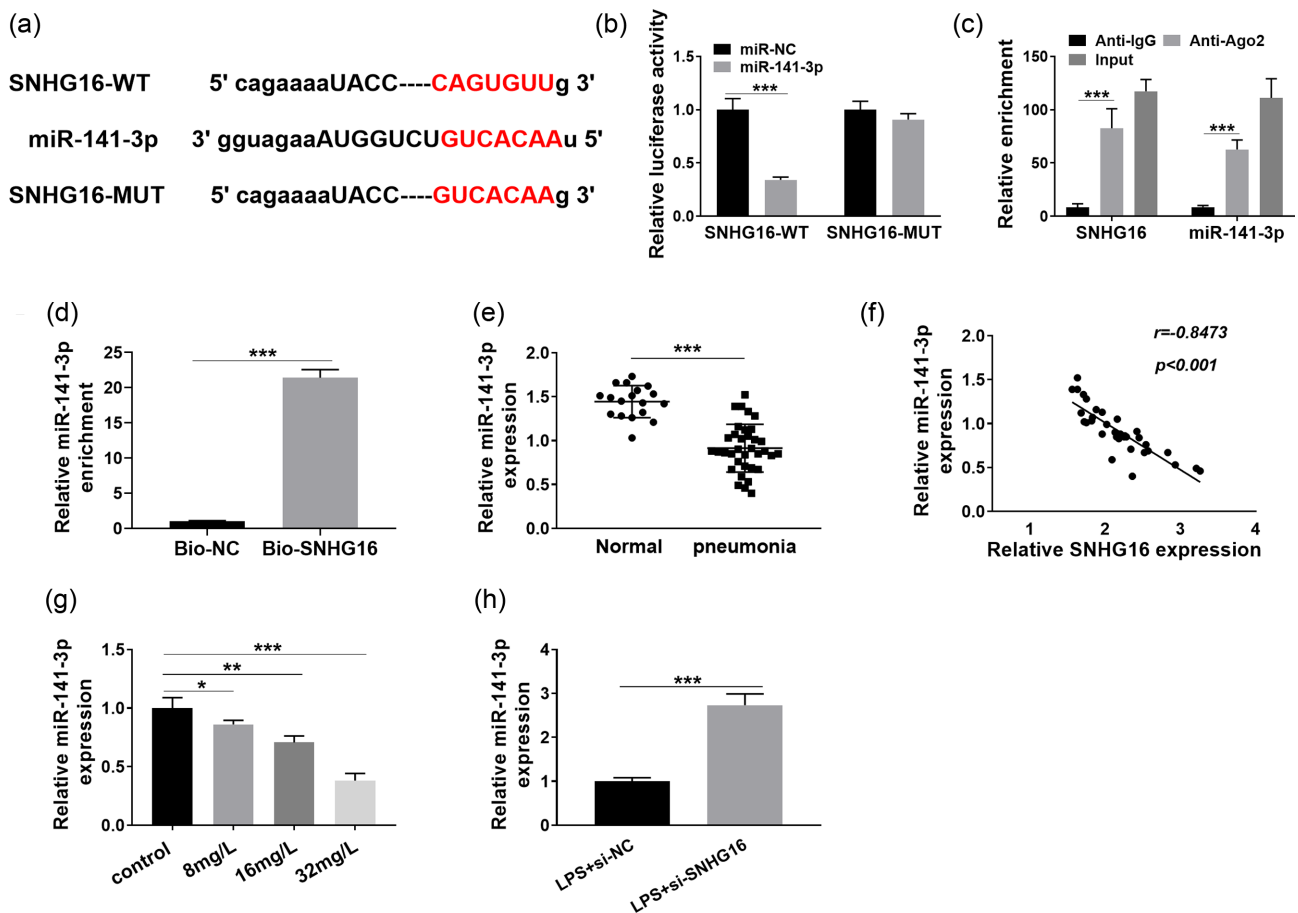 (a)
SNHG16-WT 5' cagaaaaUACC----CAGUGUUg 3'
miR-141-3p 3' gguagaaAUGGUCUGUCACAAu 5'
SNHG16-MUT 5' cagaaaaUACC----GUCACAAg 3'
(b)
Relative luciferase activity
miR-NC
miR-141-3p
1.5
1.0
0.5
0.0
***
SNHG16-WT SNHG16-MUT
(c)
Relative enrichment
Anti-IgG Anti-Ago2
Input
150
100
50
0
***
***
SNHG16 miR-141-3p
(d)
Relative miR-141-3p
enrichment
25
20
15
10
5
0
***
Bio-NC Bio-SNHG16
(e)
Relative miR-141-3p
expression
2.0
1.5
1.0
0.5
0.0
***
Normal pneumonia
(f)
Relative miR-141-3p
expression
2.0
1.5
1.0
0.5
0.0
r=-0.8473
p<0.001
1 2 3 4
Relative SNHG16 expression
(g)
Relative miR-141-3p
expression
1.5
1.0
0.5
0.0
***
**
*
control 8mg/L 16mg/L 32mg/L
(h)
Relative miR-141-3p
expression
4
3
2
1
0
***
LPS+si-NC LPS+si-SNHG16